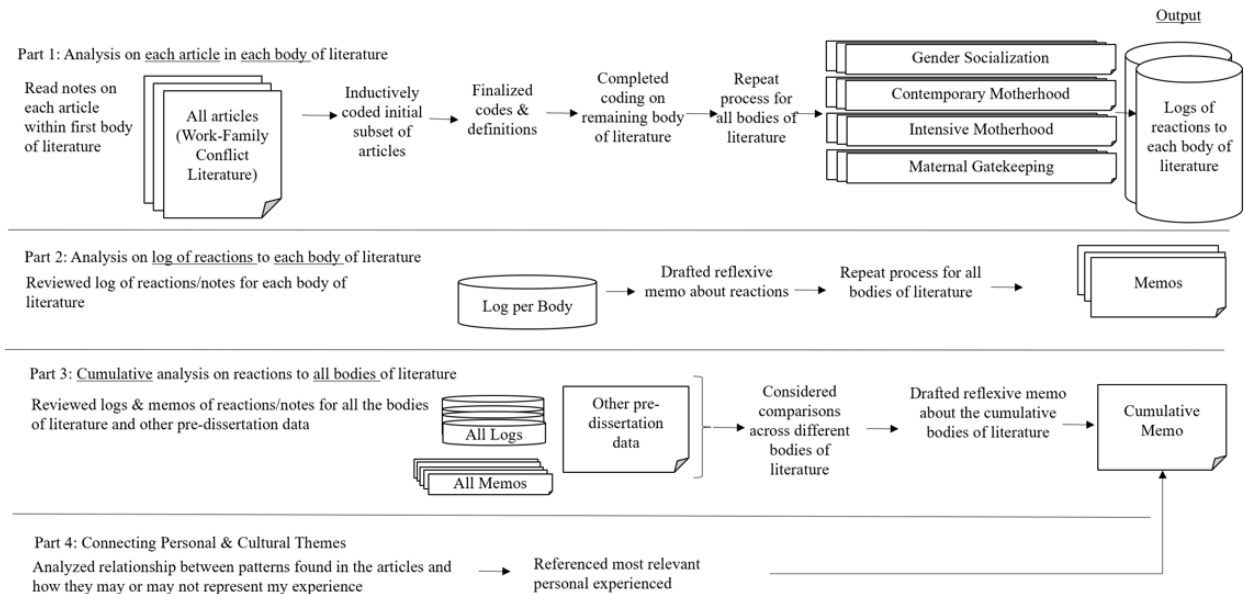 Output
Part 1: Analysis on each article in each body of literature
Read notes on
each article
within first body
of literature
All articles
(Work-Family
Conflict
Literature)
Inductively
coded initial
subset of
articles
Finalized
codes &
definitions
Completed
coding on
remaining body
of literature
Repeat
process for
all bodies of
literature
Gender Socialization
Contemporary Motherhood
Intensive Motherhood
Maternal Gatekeeping
Logs of
reactions to
each body of
literature
Part 2: Analysis on log of reactions to each body of literature
Reviewed log of reactions/notes for each body of
literature
Log per Body
Drafted reflexive
memo about reactions
Repeat process for all
bodies of literature
Memos
Part 3: Cumulative analysis on reactions to all bodies of literature
Reviewed logs & memos of reactions/notes for all the bodies
of literature and other pre-dissertation data
All Logs
All Memos
Other pre-
dissertation
data
Considered
comparisons
across different
bodies of
literature
Drafted reflexive memo
about the cumulative
bodies of literature
Cumulative
Memo
Part 4: Connecting Personal & Cultural Themes
Analyzed relationship between patterns found in the articles and
how they may or may not represent my experience
Referenced most relevant
personal experienced